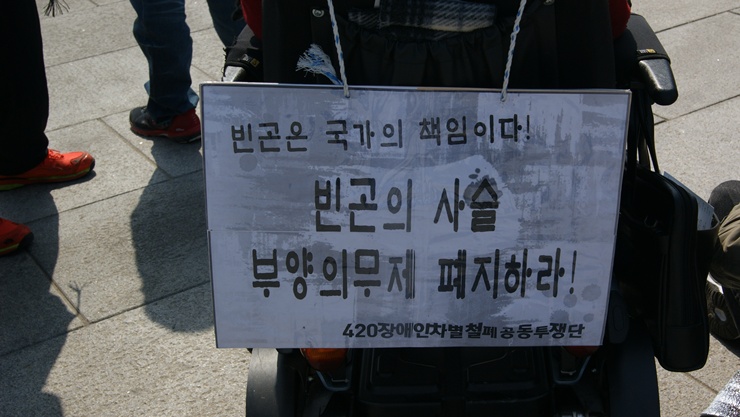 빈곤은 국가의 책임이다!
빈곤의 사슬
부양의무제 폐지하라!
420장애인차별철폐공동투쟁단